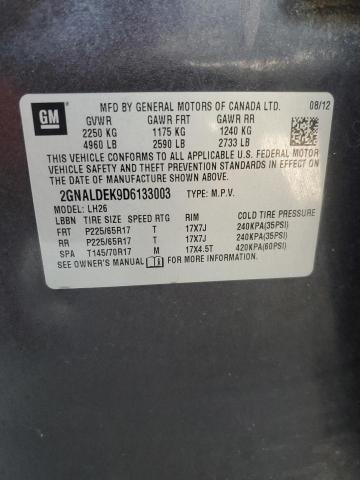 GM
MFD BY GENERAL MOTORS OF CANADA LTD. 08/12
GVWR GAWR FRT GAWR RR
2250 KG 1175 KG 1240 KG
4960 LB 2590 LB 2733 LB
THIS VEHICLE CONFORMS TO ALL APPLICABLE U.S. FEDERAL MOTOR
VEHICLE SAFETY AND THEFT PREVENTION STANDARDS IN EFFECT
ON THE DATE OF MANUFACTURE SHOWN ABOVE.
2GNALDEK9D6133003 TYPE: M.P.V.
MODEL: LH26
LBBN TIRE SIZE SPEED RTG RIM COLD TIRE PRESSURE
FRT P225/65R17 T 17X7J 240KPA(35PSI)
RR P225/65R17 T 17X7J 240KPA(35PSI)
SPA T145/70R17 M 17X4.5T 420KPA(60PSI)
SEE OWNER'S MANUAL FOR ADDITIONAL INFORMATION.